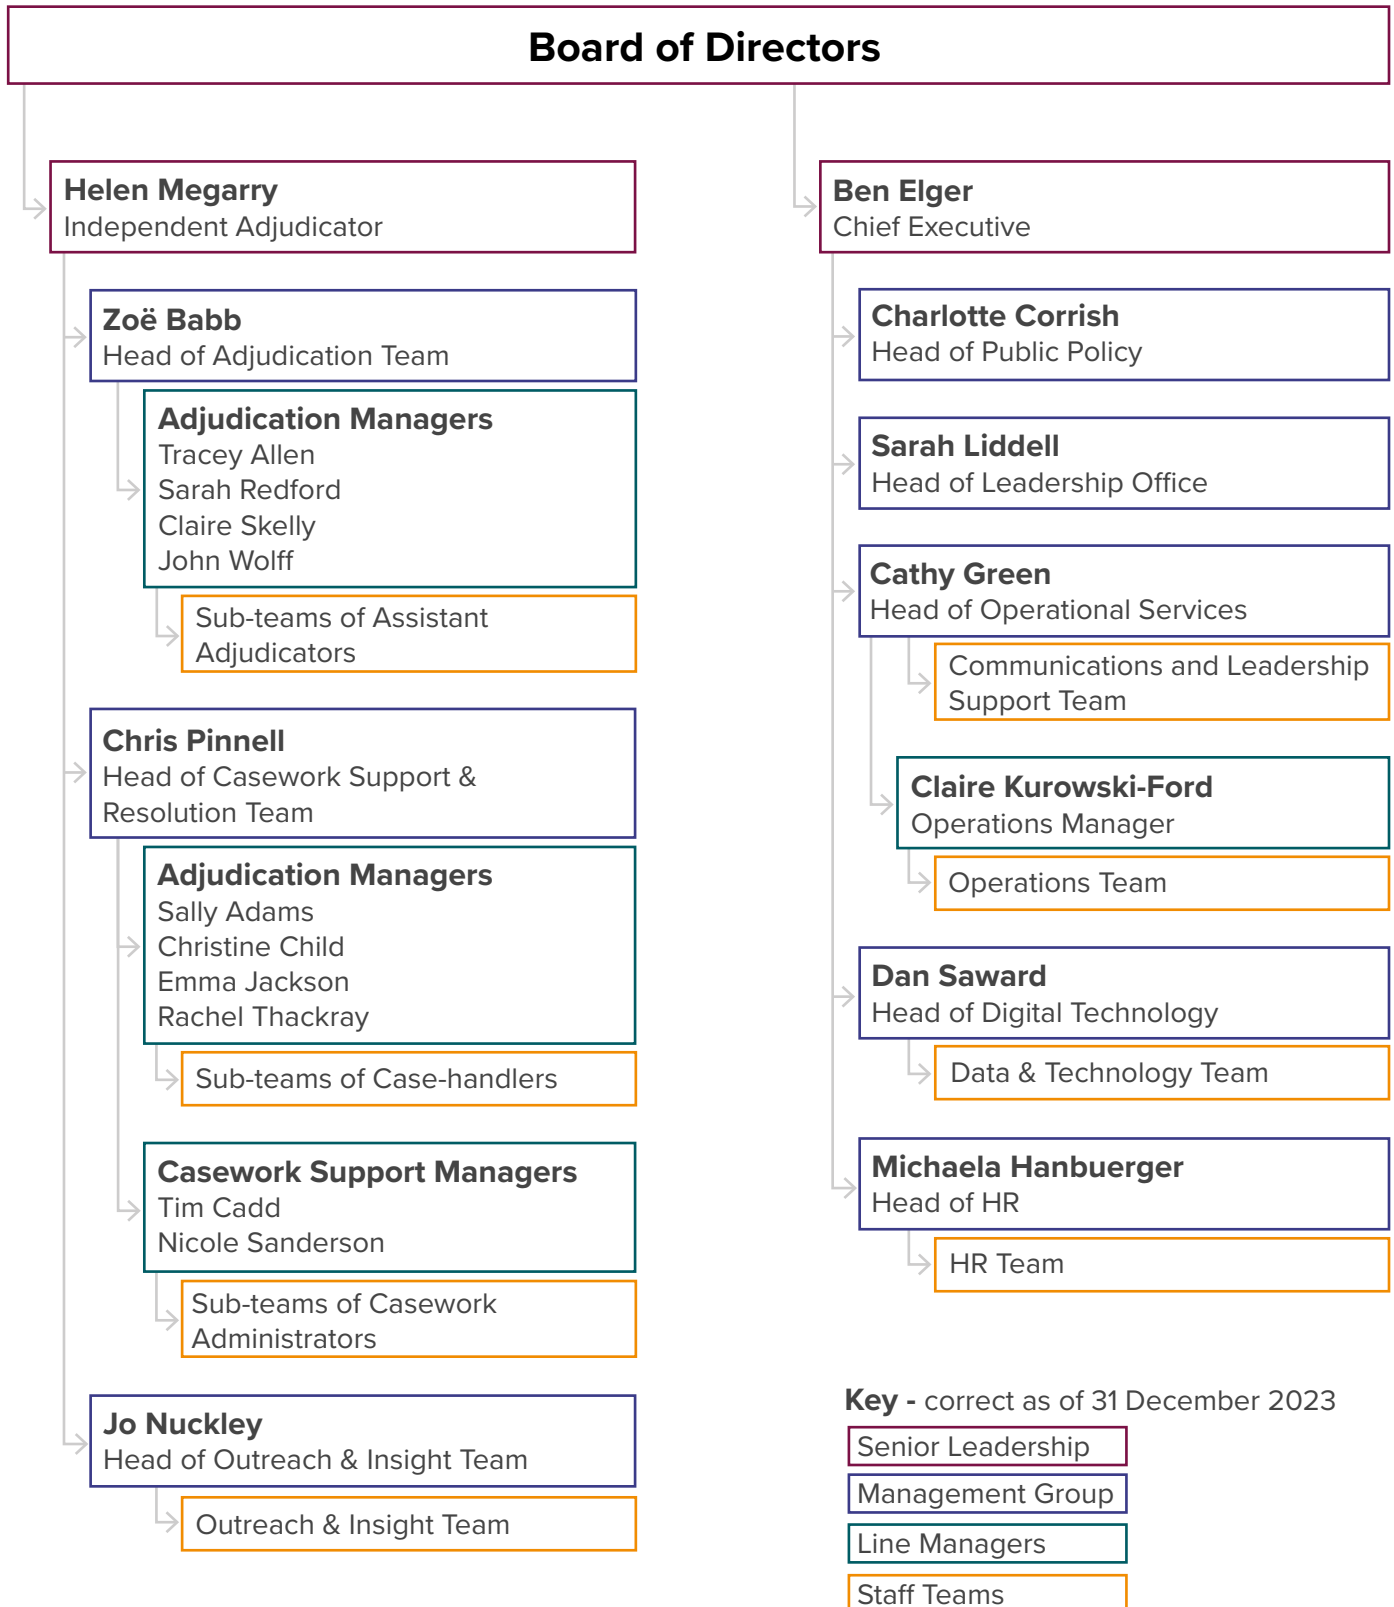 Board of Directors
Helen Megarry
Independent Adjudicator
Zoë Babb
Head of Adjudication Team
Adjudication Managers
Tracey Allen
Sarah Redford
Claire Skelly
John Wolff
Sub-teams of Assistant
Adjudicators
Chris Pinnell
Head of Casework Support &
Resolution Team
Adjudication Managers
Sally Adams
Christine Child
Emma Jackson
Rachel Thackray
Sub-teams of Case-handlers
Casework Support Managers
Tim Cadd
Nicole Sanderson
Sub-teams of Casework
Administrators
Jo Nuckley
Head of Outreach & Insight Team
Outreach & Insight Team
Ben Elger
Chief Executive
Charlotte Corrish
Head of Public Policy
Sarah Liddell
Head of Leadership Office
Cathy Green
Head of Operational Services
Communications and Leadership
Support Team
Claire Kurowski-Ford
Operations Manager
Operations Team
Dan Saward
Head of Digital Technology
Data & Technology Team
Michaela Hanbuerger
Head of HR
HR Team
Key - correct as of 31 December 2023
Senior Leadership
Management Group
Line Managers
Staff Teams